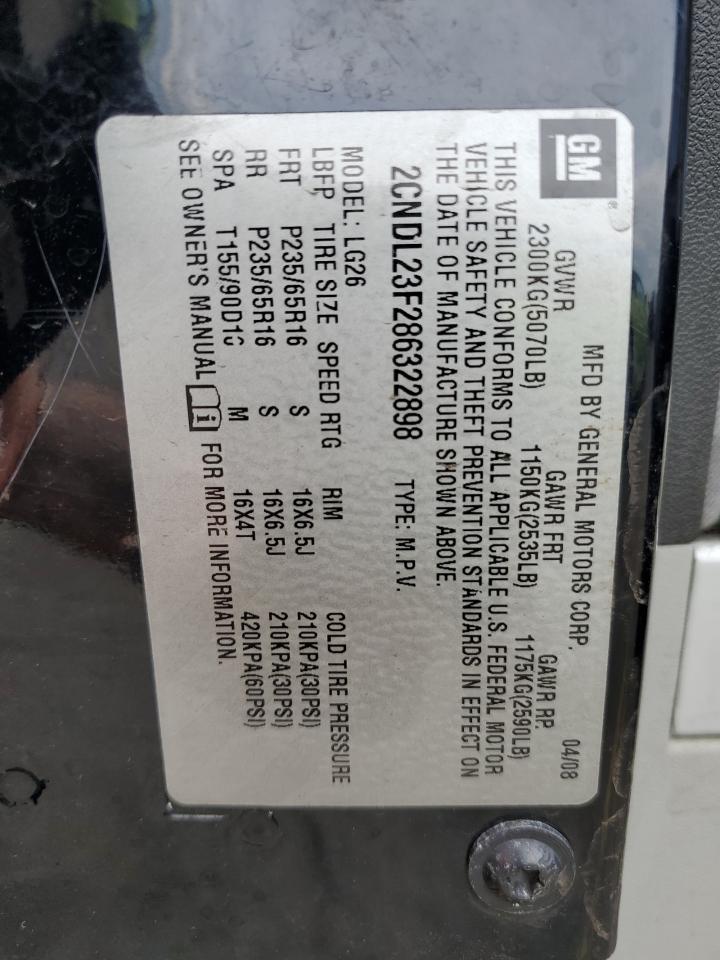 GM
MFD BY GENERAL MOTORS CORP. 04/08
GVWR GAWR FRT GAWR RR
2300KG(5070LB) 1150KG(2535LB) 1175KG(2590LB)
THIS VEHICLE CONFORMS TO ALL APPLICABLE U.S. FEDERAL MOTOR
VEHICLE SAFETY AND THEFT PREVENTION STANDARDS IN EFFECT ON
THE DATE OF MANUFACTURE SHOWN ABOVE.
2CNDL23F286322898 TYPE: M.P.V.
MODEL: LG26
LBFP TIRE SIZE SPEED RTG RIM COLD TIRE PRESSURE
FRT P235/65R16 S 16X6.5J 210KPA(30PSI)
RR P235/65R16 S 16X6.5J 210KPA(30PSI)
SPA T155/90D16 M 16X4T 420KPA(60PSI)
SEE OWNER'S MANUAL FOR MORE INFORMATION.